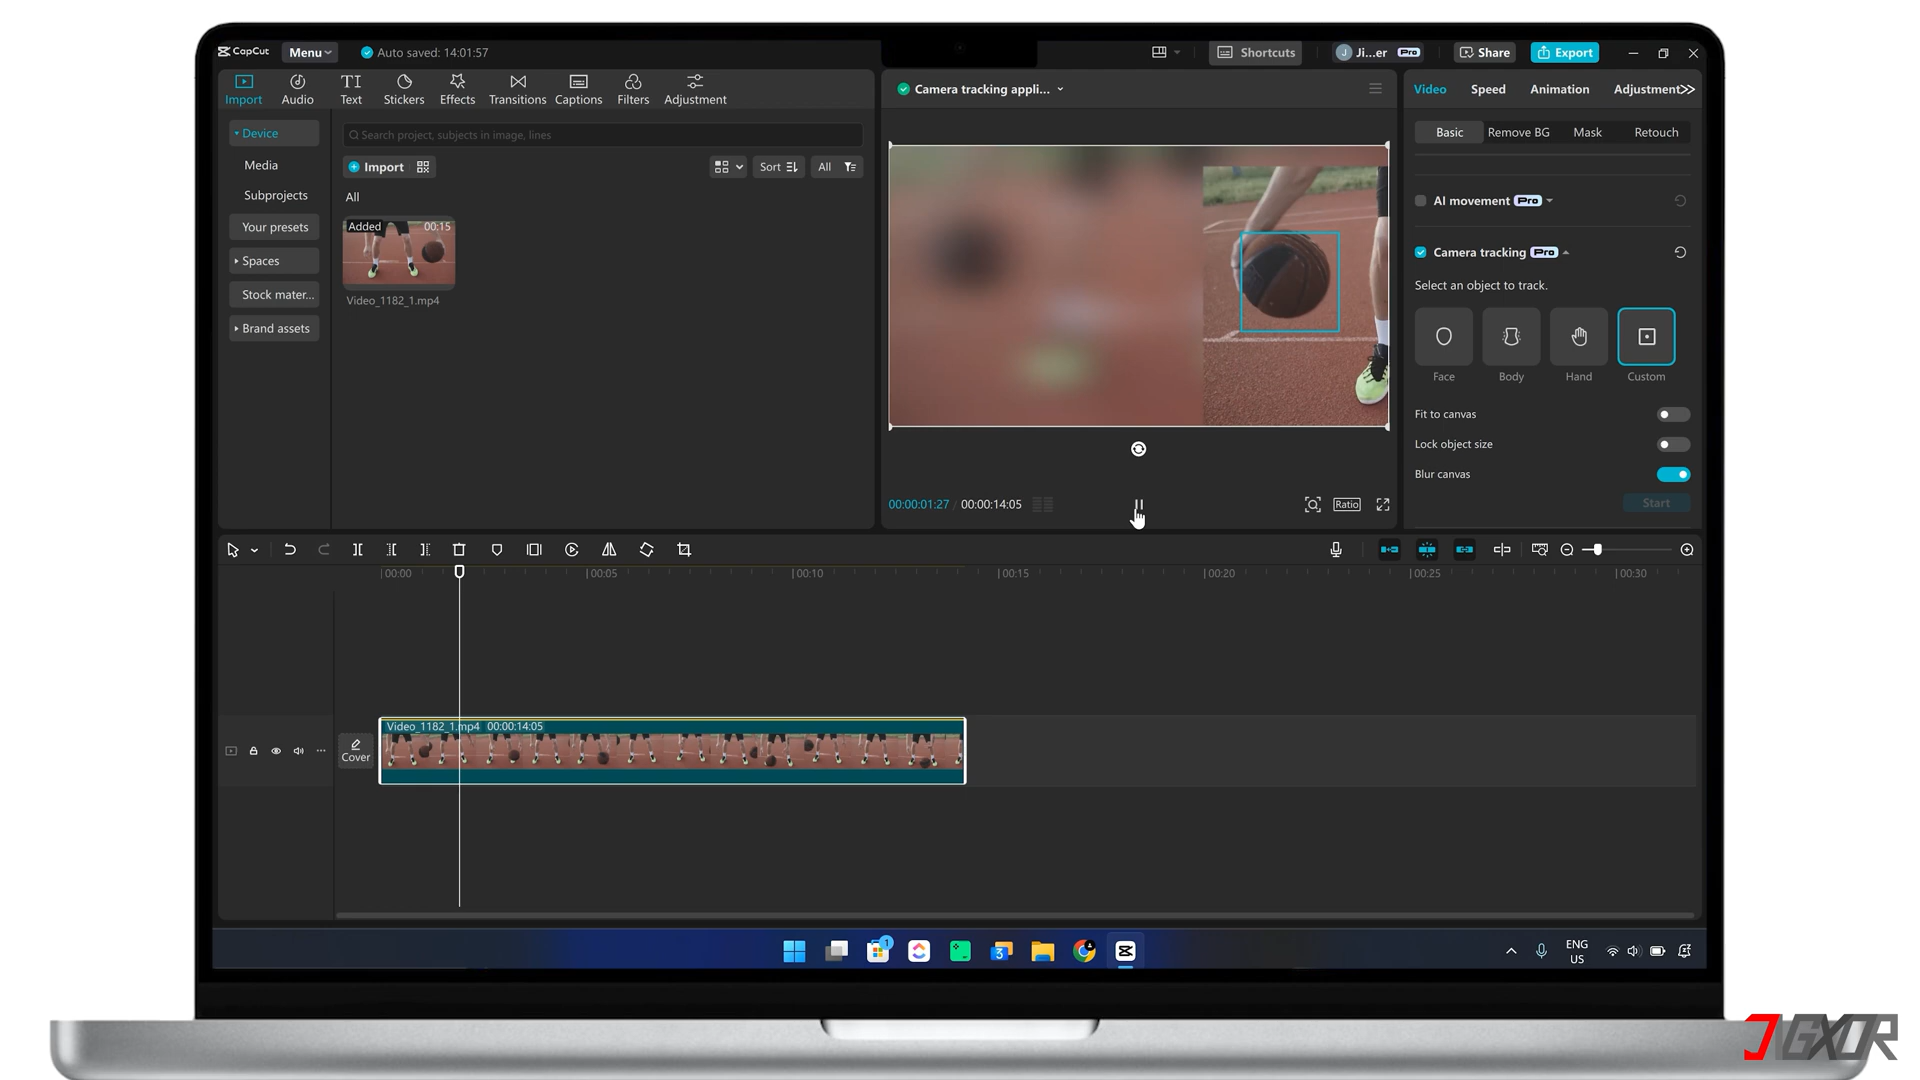 CapCut
Menu
Auto saved: 14:01:57
Shortcuts
J
Ji...er
Pro
Share
Export
Import
Audio
TI
Text
Stickers
Effects
Transitions
Captions
Filters
Adjustment
Camera tracking appli...
Video
Speed
Animation
Adjustment
Device
Search project, subjects in image, lines
Basic
Remove BG
Mask
Retouch
Media
Import
Sort
All
Subprojects
All
AI movement
Pro
Your presets
Added
00:15
Spaces
Camera tracking
Pro
Select an object to track.
Stock mater...
Video_1182_1.mp4
Brand assets
Face
Body
Hand
Custom
Fit to canvas
Lock object size
Blur canvas
00:00:01:27 / 00:00:14:05
Ratio
Start
00:00
00:05
00:10
00:15
00:20
00:25
00:30
Video_1182_1.mp4 00:00:14:05
Cover
1
3
ENG
US
JGXOR